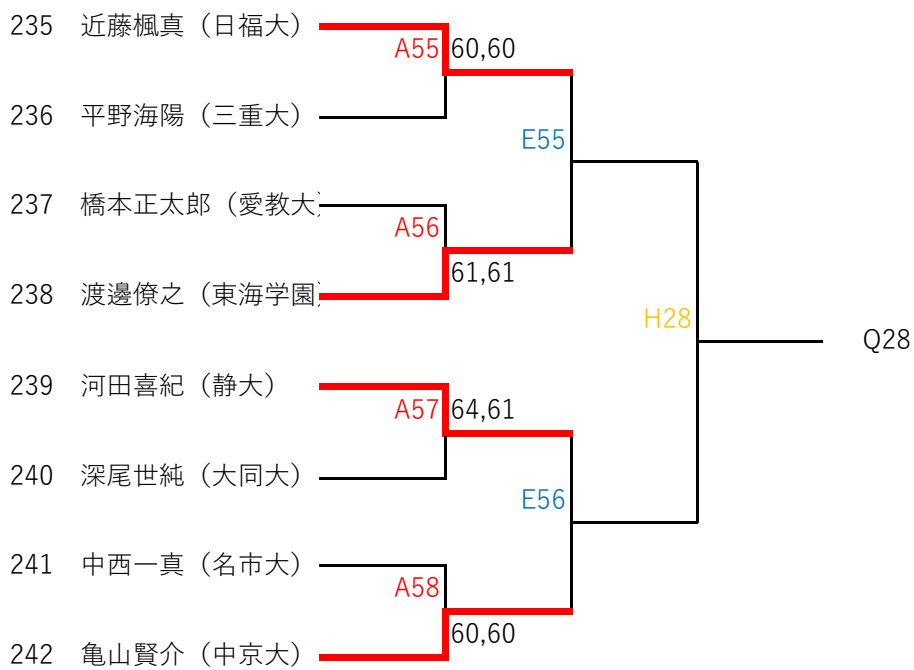 235 近藤楓真（日福大）
A55 60,60
236 平野海陽（三重大）
E55
237 橋本正太郎（愛教大）
A56
61,61
238 渡邊僚之（東海学園）
H28
Q28
239 河田喜紀（静大）
A57 64,61
240 深尾世純（大同大）
E56
241 中西一真（名市大）
A58
60,60
242 亀山賢介（中京大）